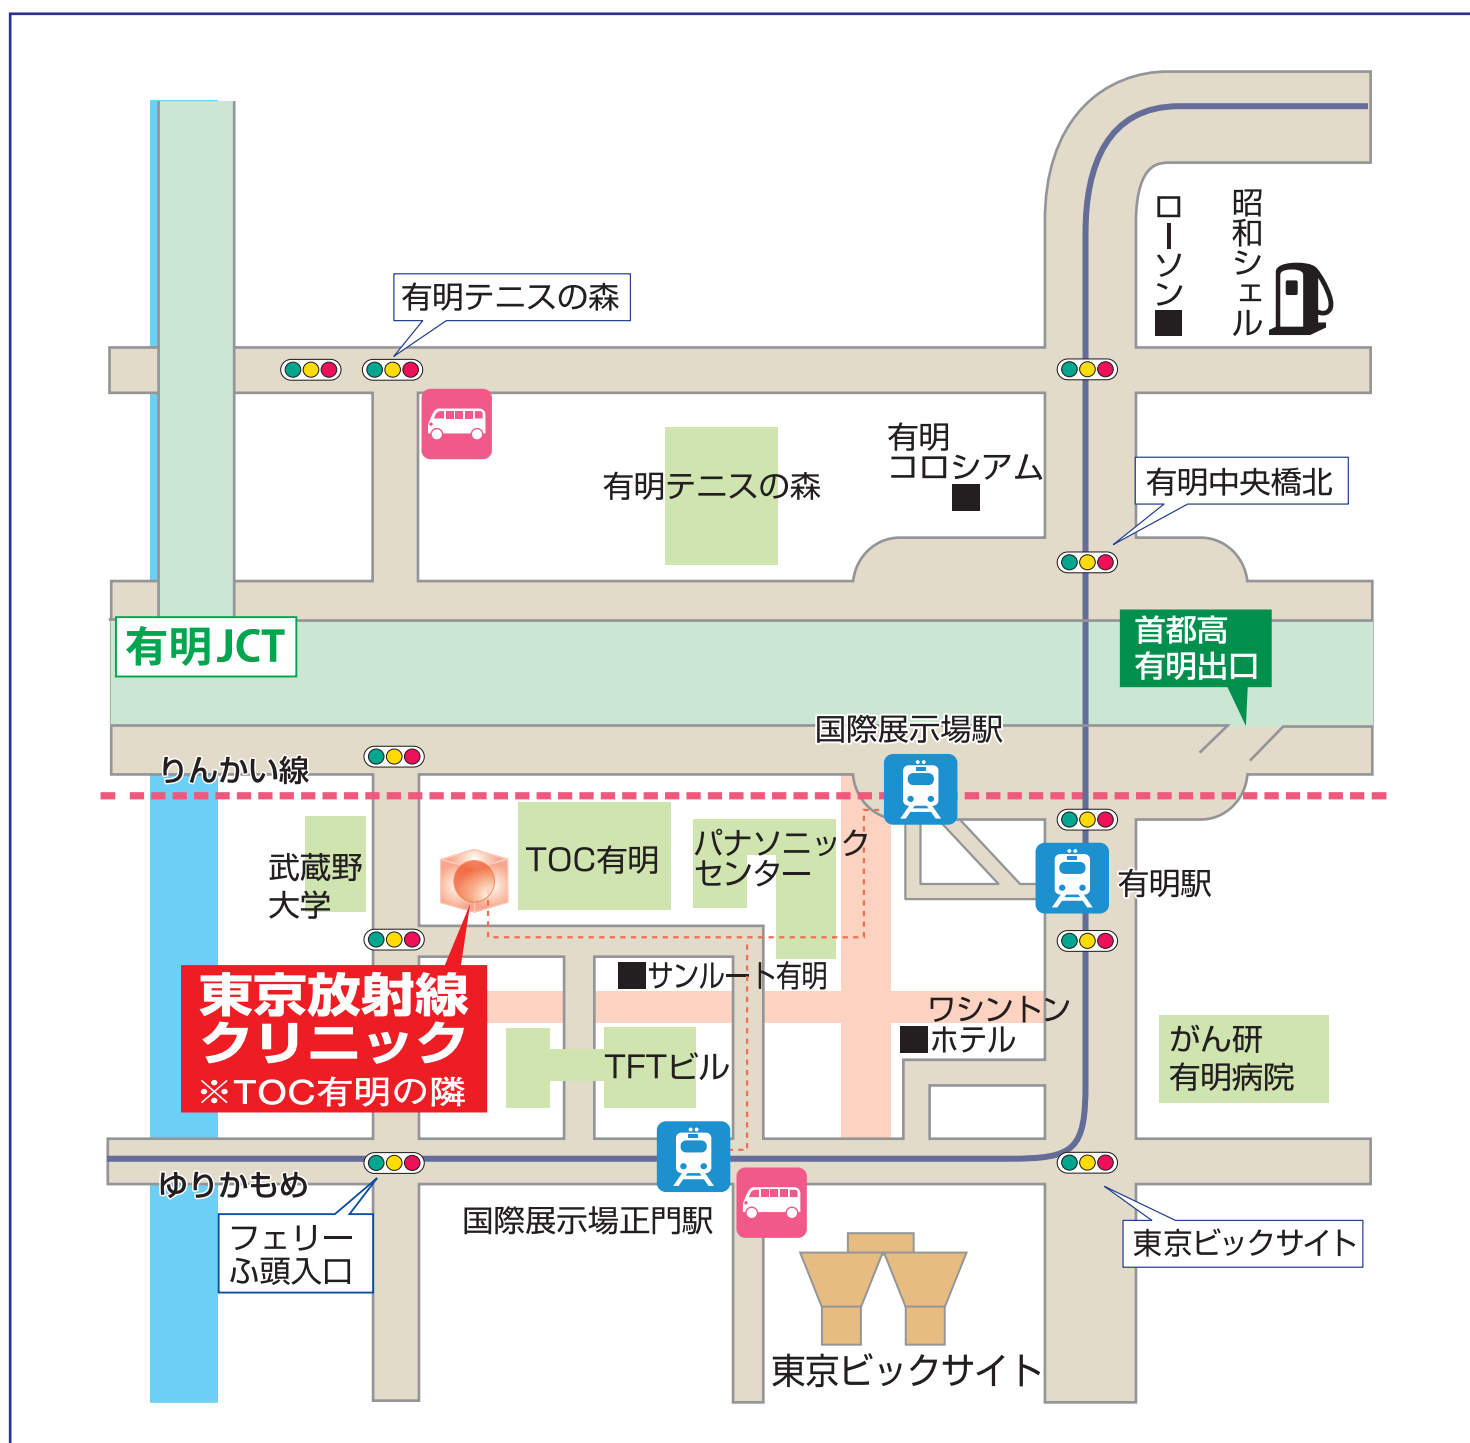 ローソン
昭和シェル
有明テニスの森
有明
コロシアム
有明テニスの森
有明中央橋北
有明JCT
首都高
有明出口
国際展示場駅
りんかい線
武蔵野
大学
TOC有明
パナソニック
センター
有明駅
東京放射線
クリニック
※TOC有明の隣
サンルート有明
ワシントン
ホテル
TFTビル
がん研
有明病院
ゆりかもめ
国際展示場正門駅
フェリー
ふ頭入口
東京ビックサイト
東京ビックサイト